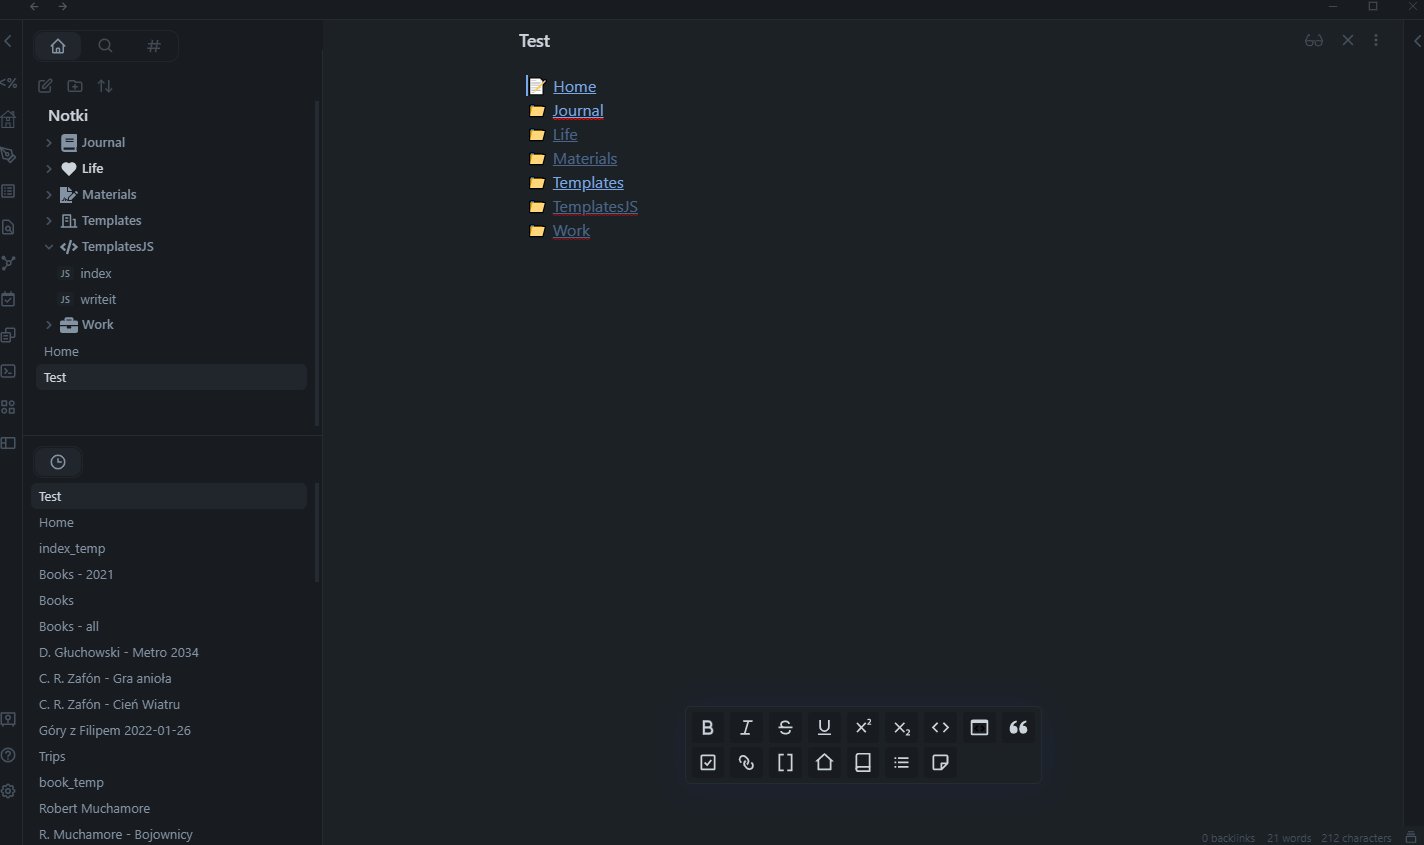 Test
<%
#
Notki
Journal
Life
Materials
Templates
</> TemplatesJS
JS index
JS writeit
Work
Home
Test
Home
Journal
Life
Materials
Templates
TemplatesJS
Work
Test
Home
index_temp
Books - 2021
Books
Books - all
D. Głuchowski - Metro 2034
C. R. Zafón - Gra anioła
C. R. Zafón - Cień Wiatru
Góry z Filipem 2022-01-26
Trips
book_temp
Robert Muchamore
R. Muchamore - Bojownicy
B I S U X² X₂ <>
0 backlinks 21 words 212 characters